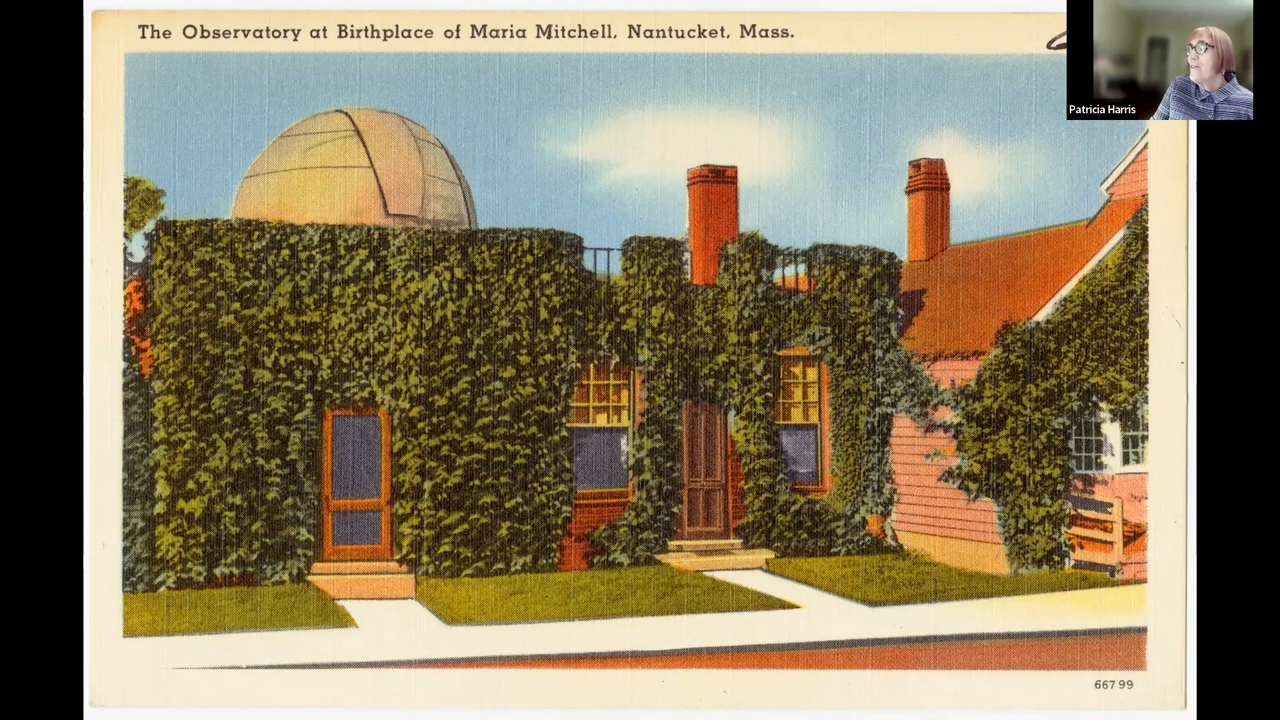 The Observatory at Birthplace of Maria Mitchell, Nantucket, Mass.
Patricia Harris
667 99